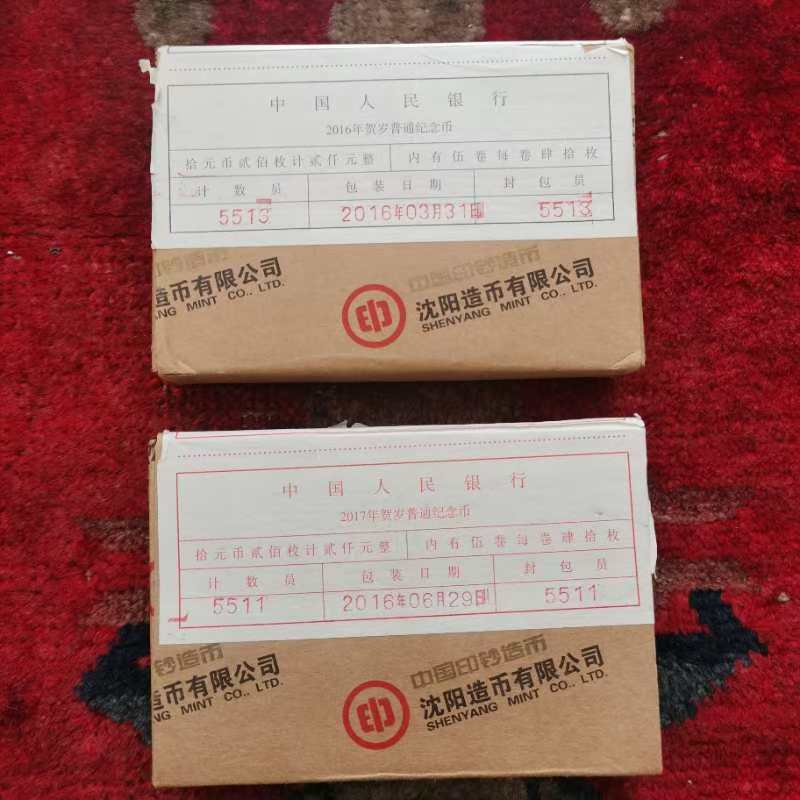 中国人民银行
2016年贺岁普通纪念币
拾元币贰佰枚计贰仟元整 内有伍卷每卷肆拾枚
计数员 包装日期 封包员
5513 2016年03月31日 5513
中国印钞造币
造币有限公司 沈阳造币有限公司
NG MINT CO., LTD. SHENYANG MINT CO., LTD.
中国人民银行
2017年贺岁普通纪念币
拾元币贰佰枚计贰仟元整 内有伍卷每卷肆拾枚
计数员 包装日期 封包员
5511 2016年06月29日 5511
钞造币 中国印钞造币
造币有限公司 沈阳造币有限公司
NG MINT CO., LTD. SHENYANG MINT CO., LTD.